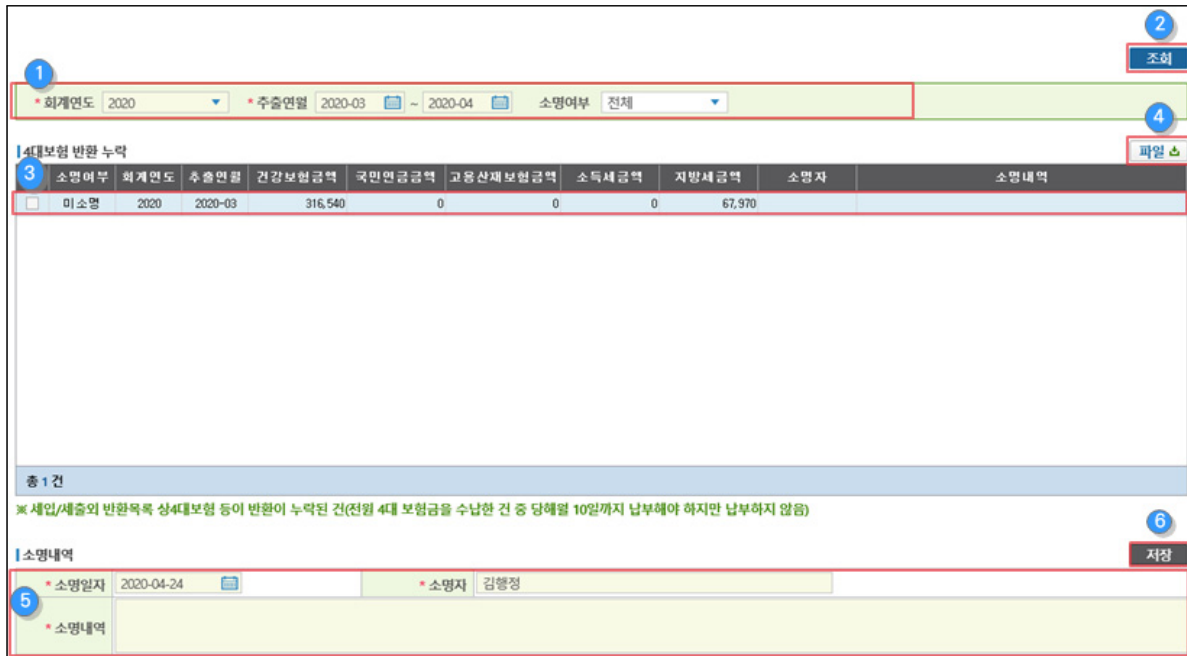 2
조회
1
* 회계연도 2020 * 추출연월 2020-03 ~ 2020-04 소명여부 전체
4
4대보험 반환 누락 파일
3 소명여부 회계연도 추출연월 건강보험금액 국민연금금액 고용산재보험금액 소득세금액 지방세금액 소명자 소명내역
미소명 2020 2020-03 316,540 0 0 0 67,970
총 1 건
※ 세입/세출외 반환목록 상4대보험 등이 반환이 누락된 건(전원 4대 보험금을 수납한 건 중 당해월 10일까지 납부해야 하지만 납부하지 않음)
6
소명내역 저장
* 소명일자 2020-04-24 * 소명자 김행정
5
* 소명내역